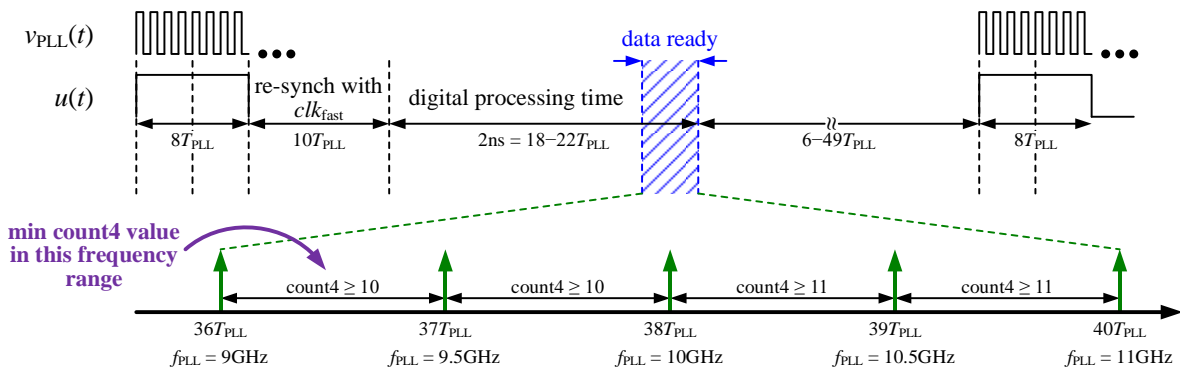 v_PLL(t)
data ready
u(t)
re-synch with
clk_fast
digital processing time
8T_PLL
10T_PLL
2ns = 18−22T_PLL
6−49T_PLL
8T_PLL
min count4 value
in this frequency
range
count4 ≥ 10
count4 ≥ 10
count4 ≥ 11
count4 ≥ 11
36T_PLL
37T_PLL
38T_PLL
39T_PLL
40T_PLL
f_PLL = 9GHz
f_PLL = 9.5GHz
f_PLL = 10GHz
f_PLL = 10.5GHz
f_PLL = 11GHz